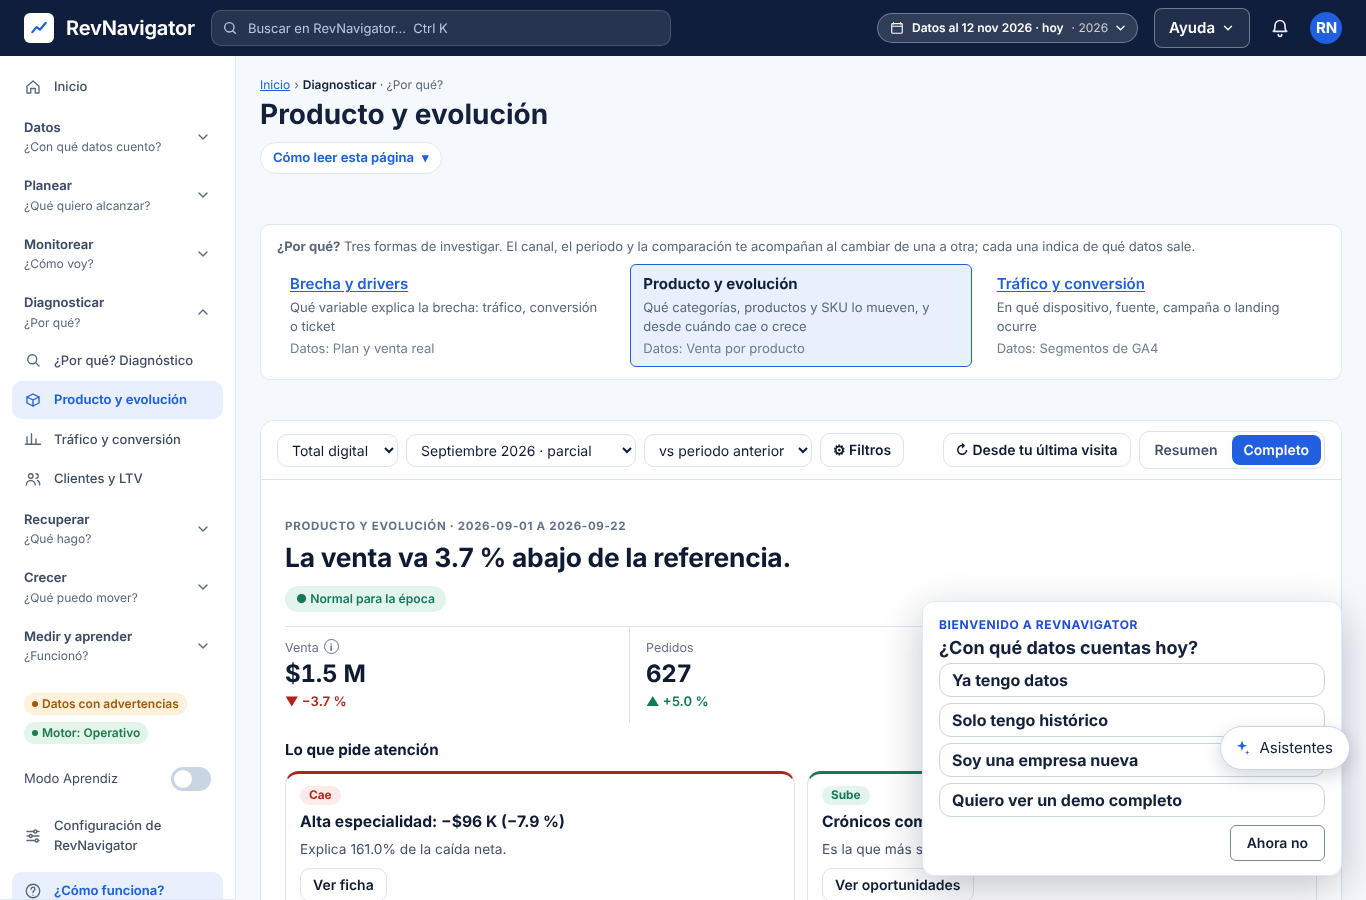 RevNavigator
Buscar en RevNavigator... Ctrl K
Datos al 12 nov 2026 · hoy · 2026
Ayuda
RN
Inicio
Datos
¿Con qué datos cuento?
Planear
¿Qué quiero alcanzar?
Monitorear
¿Cómo voy?
Diagnosticar
¿Por qué?
¿Por qué? Diagnóstico
Producto y evolución
Tráfico y conversión
Clientes y LTV
Recuperar
¿Qué hago?
Crecer
¿Qué puedo mover?
Medir y aprender
¿Funcionó?
Datos con advertencias
Motor: Operativo
Modo Aprendiz
Configuración de
RevNavigator
¿Cómo funciona?
Inicio › Diagnosticar · ¿Por qué?
Producto y evolución
Cómo leer esta página ▼
¿Por qué? Tres formas de investigar. El canal, el periodo y la comparación te acompañan al cambiar de una a otra; cada una indica de qué datos sale.
Brecha y drivers
Qué variable explica la brecha: tráfico, conversión
o ticket
Datos: Plan y venta real
Producto y evolución
Qué categorías, productos y SKU lo mueven, y
desde cuándo cae o crece
Datos: Venta por producto
Tráfico y conversión
En qué dispositivo, fuente, campaña o landing
ocurre
Datos: Segmentos de GA4
Total digital
Septiembre 2026 · parcial
vs periodo anterior
⚙ Filtros
↻ Desde tu última visita
Resumen
Completo
PRODUCTO Y EVOLUCIÓN · 2026-09-01 A 2026-09-22
La venta va 3.7 % abajo de la referencia.
● Normal para la época
Venta ⓘ
$1.5 M
▼ −3.7 %
Pedidos
627
▲ +5.0 %
Lo que pide atención
Cae
Alta especialidad: −$96 K (−7.9 %)
Explica 161.0% de la caída neta.
Ver ficha
Sube
Crónicos com
Es la que más s
Ver oportunidades
BIENVENIDO A REVNAVIGATOR
¿Con qué datos cuentas hoy?
Ya tengo datos
Solo tengo histórico
Soy una empresa nueva
Quiero ver un demo completo
Ahora no
Asistentes